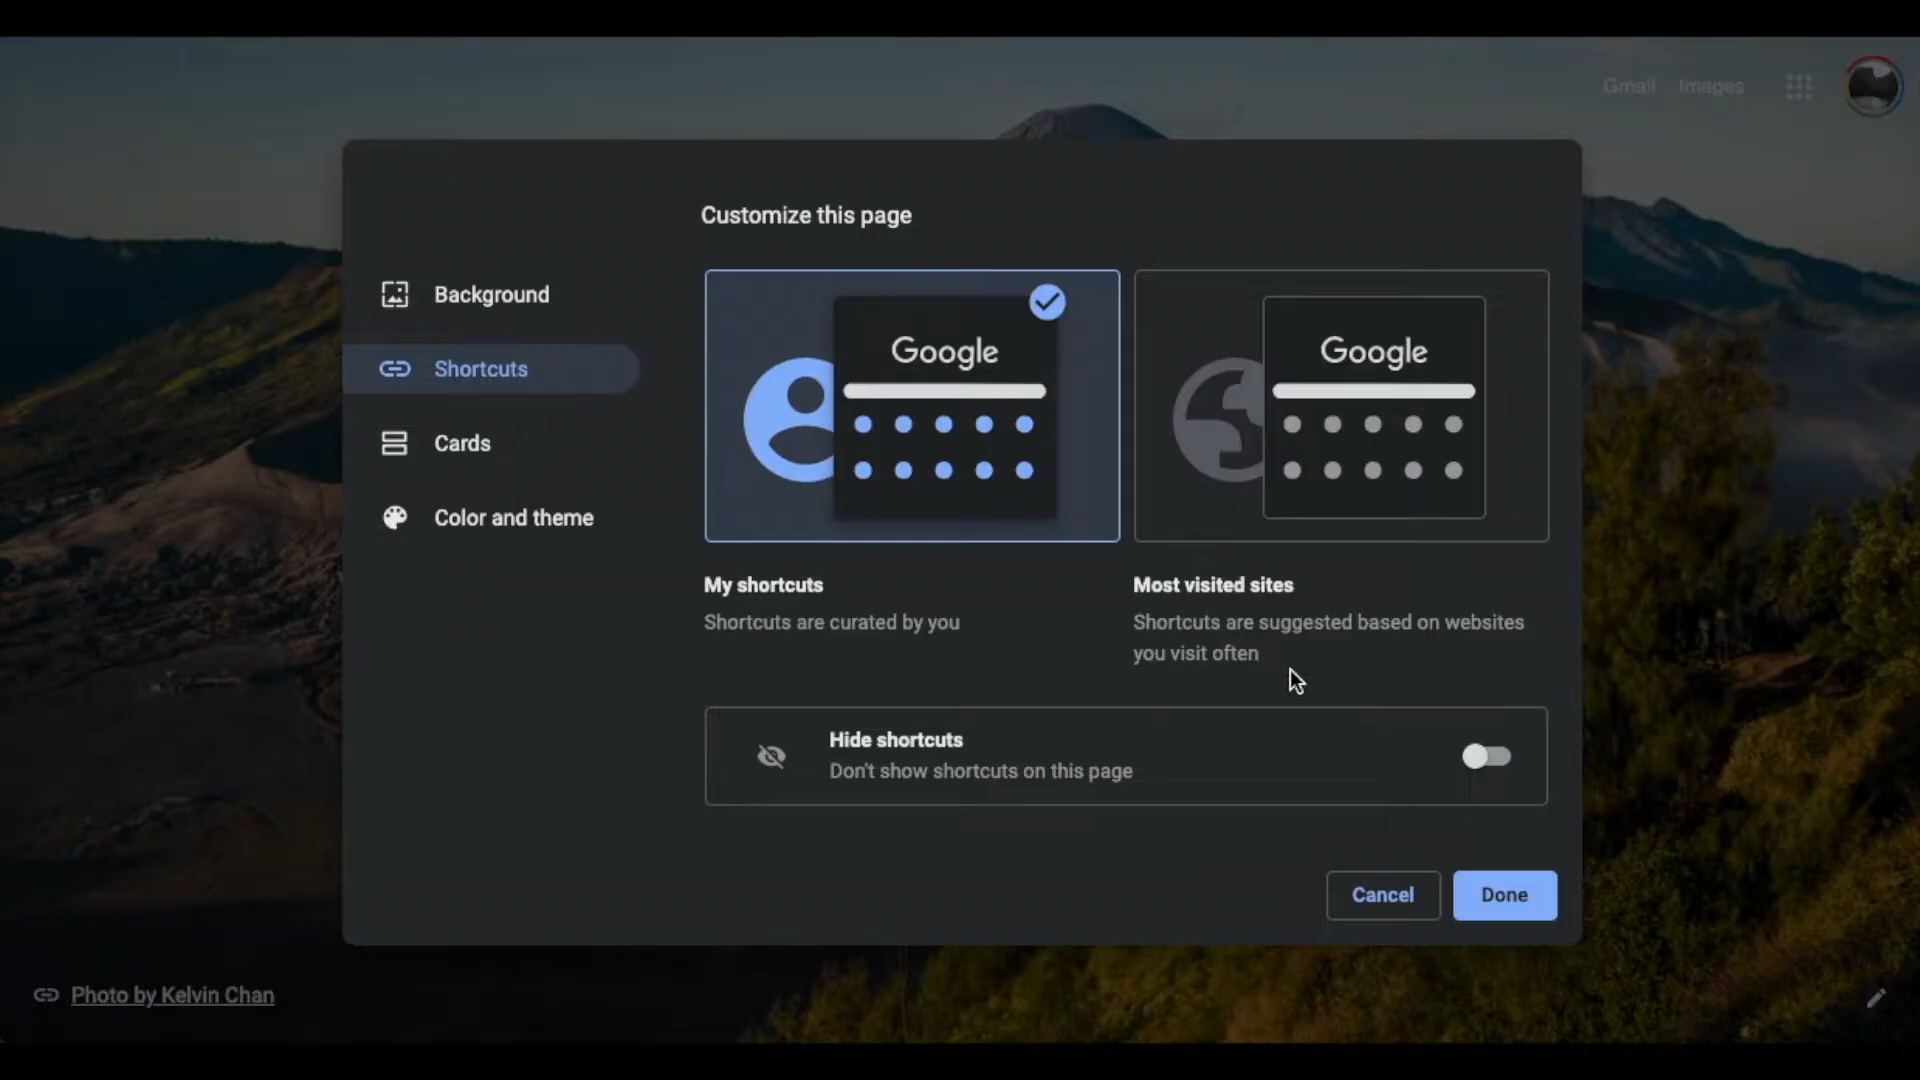 Gmail Images
Customize this page
Background
Shortcuts
Cards
Color and theme
Google
Google
My shortcuts
Shortcuts are curated by you
Most visited sites
Shortcuts are suggested based on websites
you visit often
Hide shortcuts
Don't show shortcuts on this page
Cancel
Done
Photo by Kelvin Chan